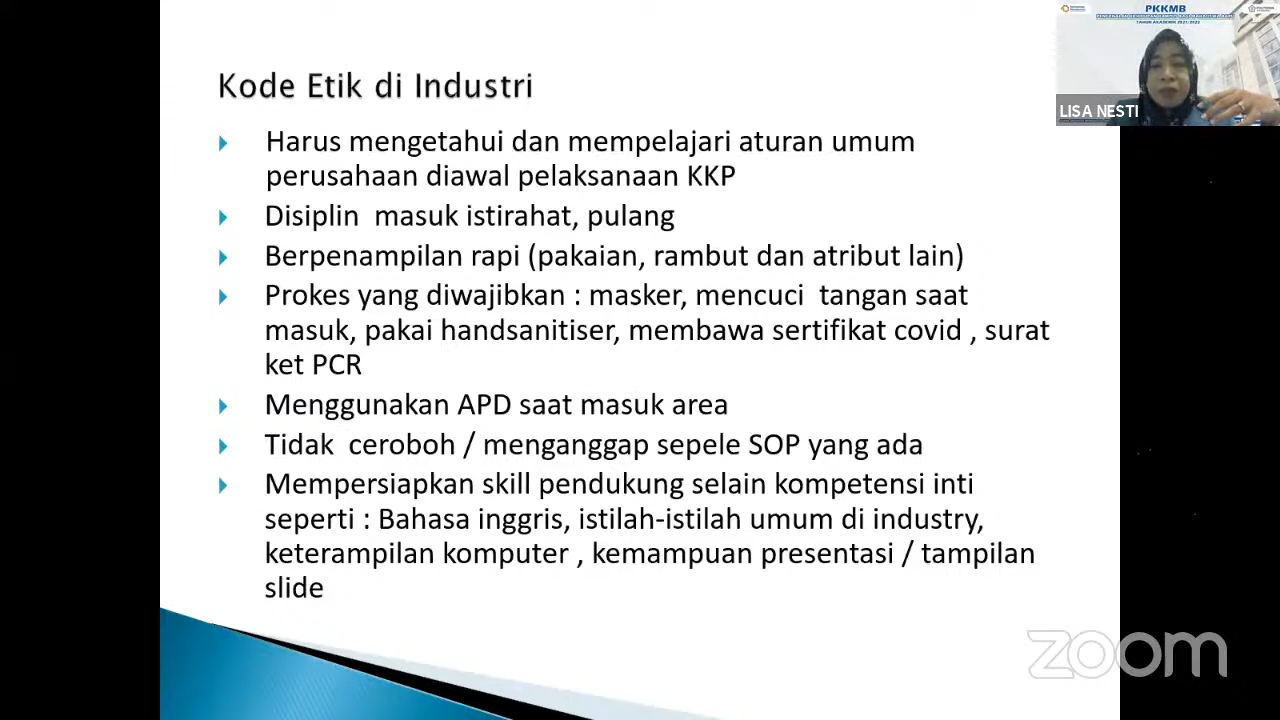 Kode Etik di Industri
Harus mengetahui dan mempelajari aturan umum
perusahaan diawal pelaksanaan KKP
Disiplin masuk istirahat, pulang
Berpenampilan rapi (pakaian, rambut dan atribut lain)
Prokes yang diwajibkan : masker, mencuci tangan saat
masuk, pakai handsanitiser, membawa sertifikat covid , surat
ket PCR
Menggunakan APD saat masuk area
Tidak ceroboh / menganggap sepele SOP yang ada
Mempersiapkan skill pendukung selain kompetensi inti
seperti : Bahasa inggris, istilah-istilah umum di industry,
keterampilan komputer , kemampuan presentasi / tampilan
slide
PKKMB
TAHUN AKADEMIK 2021/2022
LISA NESTI
zoom